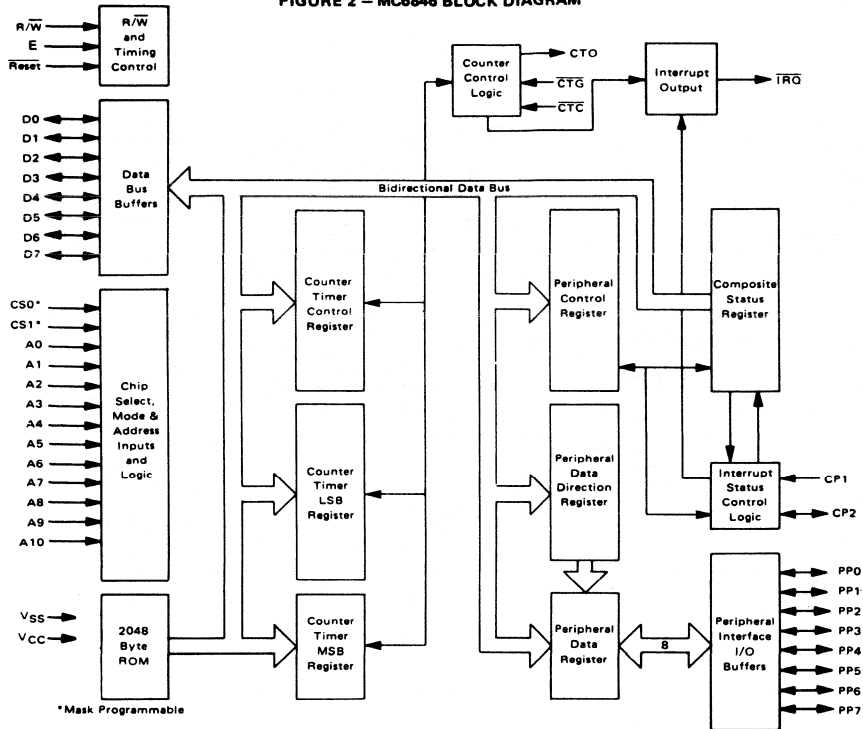 FIGURE 2 — MC6846 BLOCK DIAGRAM
R/W
E
Reset
R/W
and
Timing
Control
Counter
Control
Logic
CTO
CTG
CTC
Interrupt
Output
IRQ
D0
D1
D2
D3
D4
D5
D6
D7
Data
Bus
Buffers
Bidirectional Data Bus
Counter
Timer
Control
Register
Peripheral
Control
Register
Composite
Status
Register
CS0*
CS1*
A0
A1
A2
A3
A4
A5
A6
A7
A8
A9
A10
Chip
Select,
Mode &
Address
Inputs
and
Logic
Counter
Timer
LSB
Register
Peripheral
Data
Direction
Register
Interrupt
Status
Control
Logic
CP1
CP2
VSS
VCC
2048
Byte
ROM
Counter
Timer
MSB
Register
Peripheral
Data
Register
8
Peripheral
Interface
I/O
Buffers
PP0
PP1
PP2
PP3
PP4
PP5
PP6
PP7
*Mask Programmable